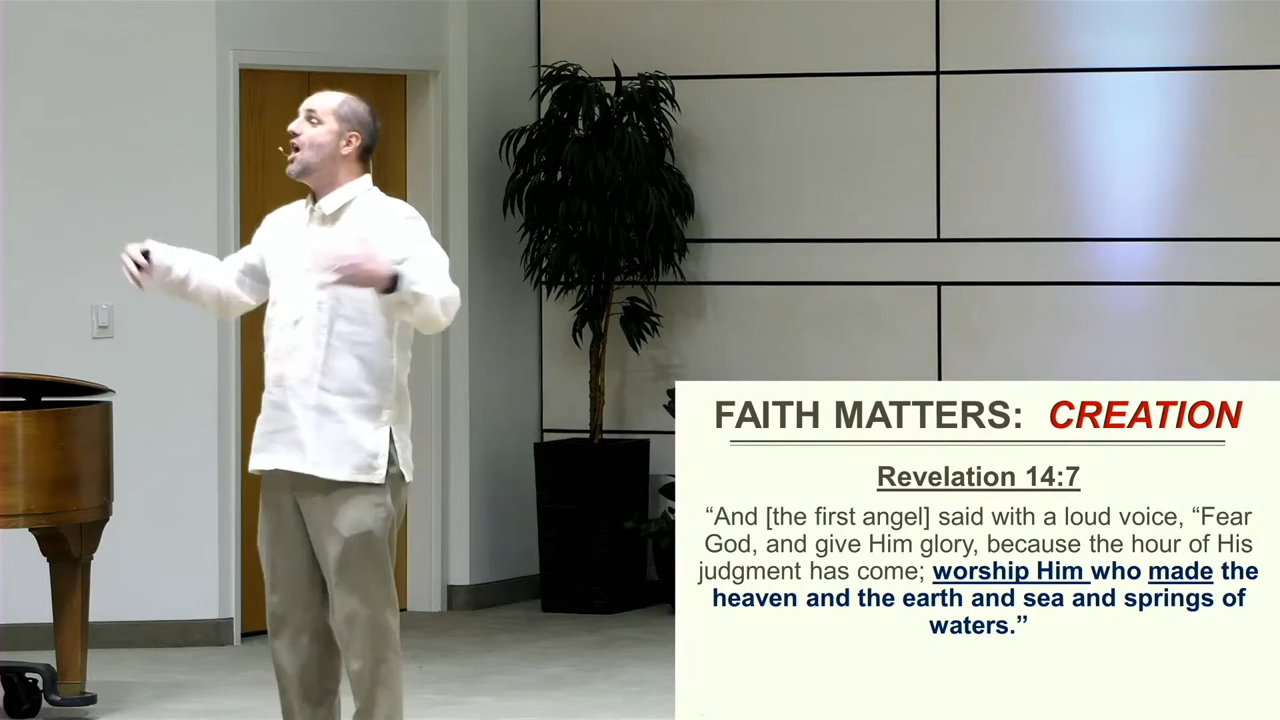 FAITH MATTERS: CREATION
Revelation 14:7
“And [the first angel] said with a loud voice, “Fear
God, and give Him glory, because the hour of His
judgment has come; worship Him who made the
heaven and the earth and sea and springs of
waters.”